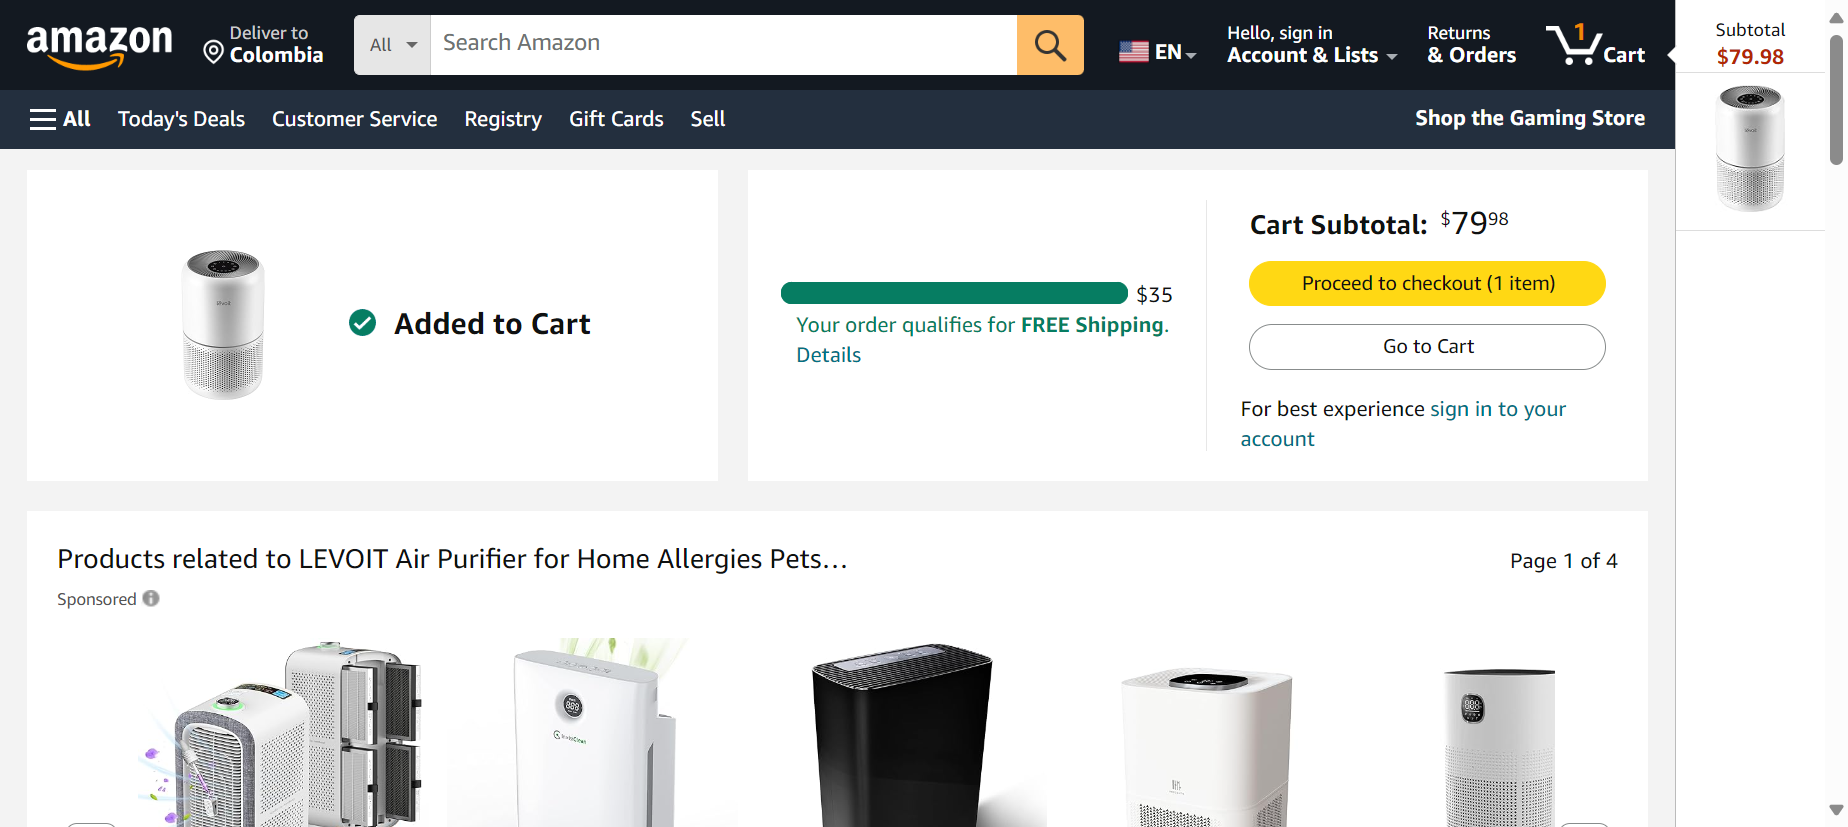 amazon
Deliver to
Colombia
All
Search Amazon
EN
Hello, sign in
Account & Lists
Returns
& Orders
1
Cart
Subtotal
$79.98
All
Today's Deals
Customer Service
Registry
Gift Cards
Sell
Shop the Gaming Store
Added to Cart
$35
Your order qualifies for FREE Shipping.
Details
Cart Subtotal: $79.98
Proceed to checkout (1 item)
Go to Cart
For best experience sign in to your
account
Products related to LEVOIT Air Purifier for Home Allergies Pets…
Page 1 of 4
Sponsored
levoit
levoit
888
888